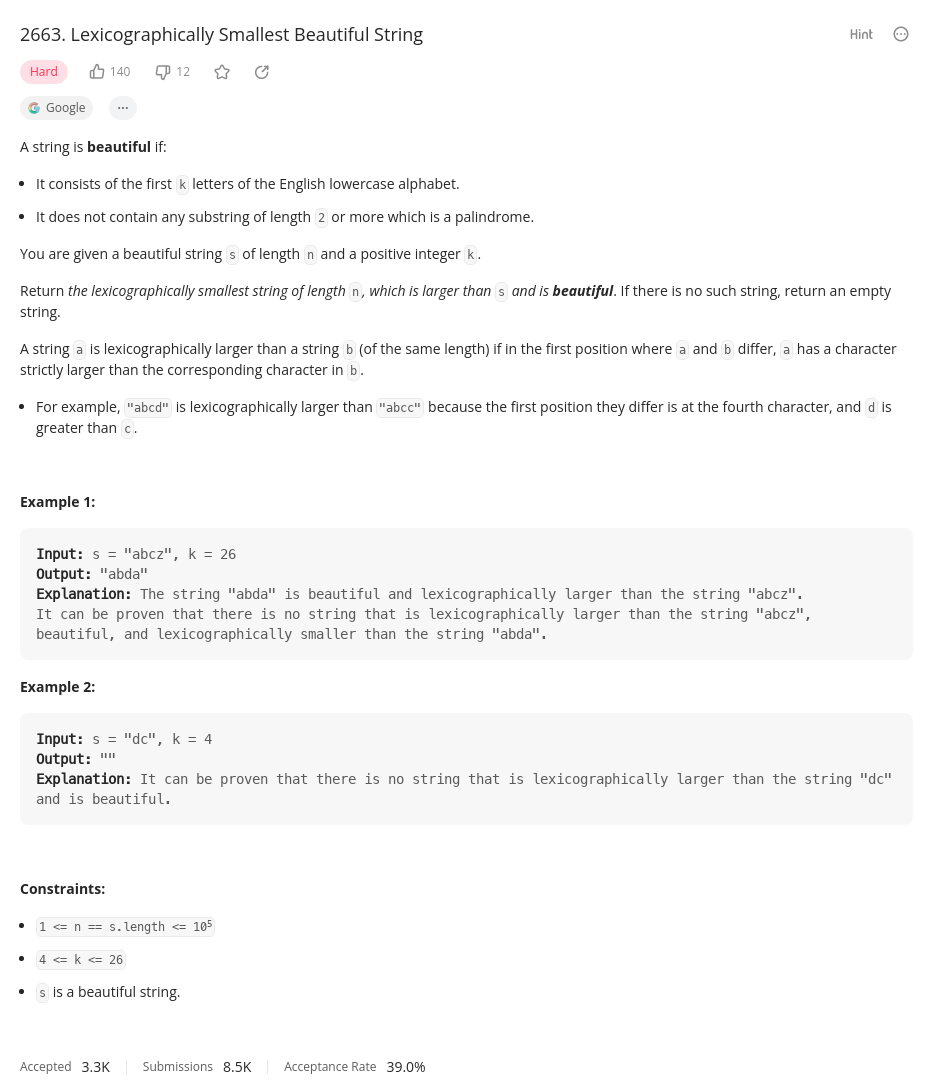 2663. Lexicographically Smallest Beautiful String
Hint
Hard 140 12
Google ...
A string is beautiful if:
• It consists of the first k letters of the English lowercase alphabet.
• It does not contain any substring of length 2 or more which is a palindrome.
You are given a beautiful string s of length n and a positive integer k.
Return the lexicographically smallest string of length n, which is larger than s and is beautiful. If there is no such string, return an empty
string.
A string a is lexicographically larger than a string b (of the same length) if in the first position where a and b differ, a has a character
strictly larger than the corresponding character in b.
• For example, "abcd" is lexicographically larger than "abcc" because the first position they differ is at the fourth character, and d is
greater than c.
Example 1:
Input: s = "abcz", k = 26
Output: "abda"
Explanation: The string "abda" is beautiful and lexicographically larger than the string "abcz".
It can be proven that there is no string that is lexicographically larger than the string "abcz",
beautiful, and lexicographically smaller than the string "abda".
Example 2:
Input: s = "dc", k = 4
Output: ""
Explanation: It can be proven that there is no string that is lexicographically larger than the string "dc"
and is beautiful.
Constraints:
• 1 <= n == s.length <= 10⁵
• 4 <= k <= 26
• s is a beautiful string.
Accepted 3.3K Submissions 8.5K Acceptance Rate 39.0%